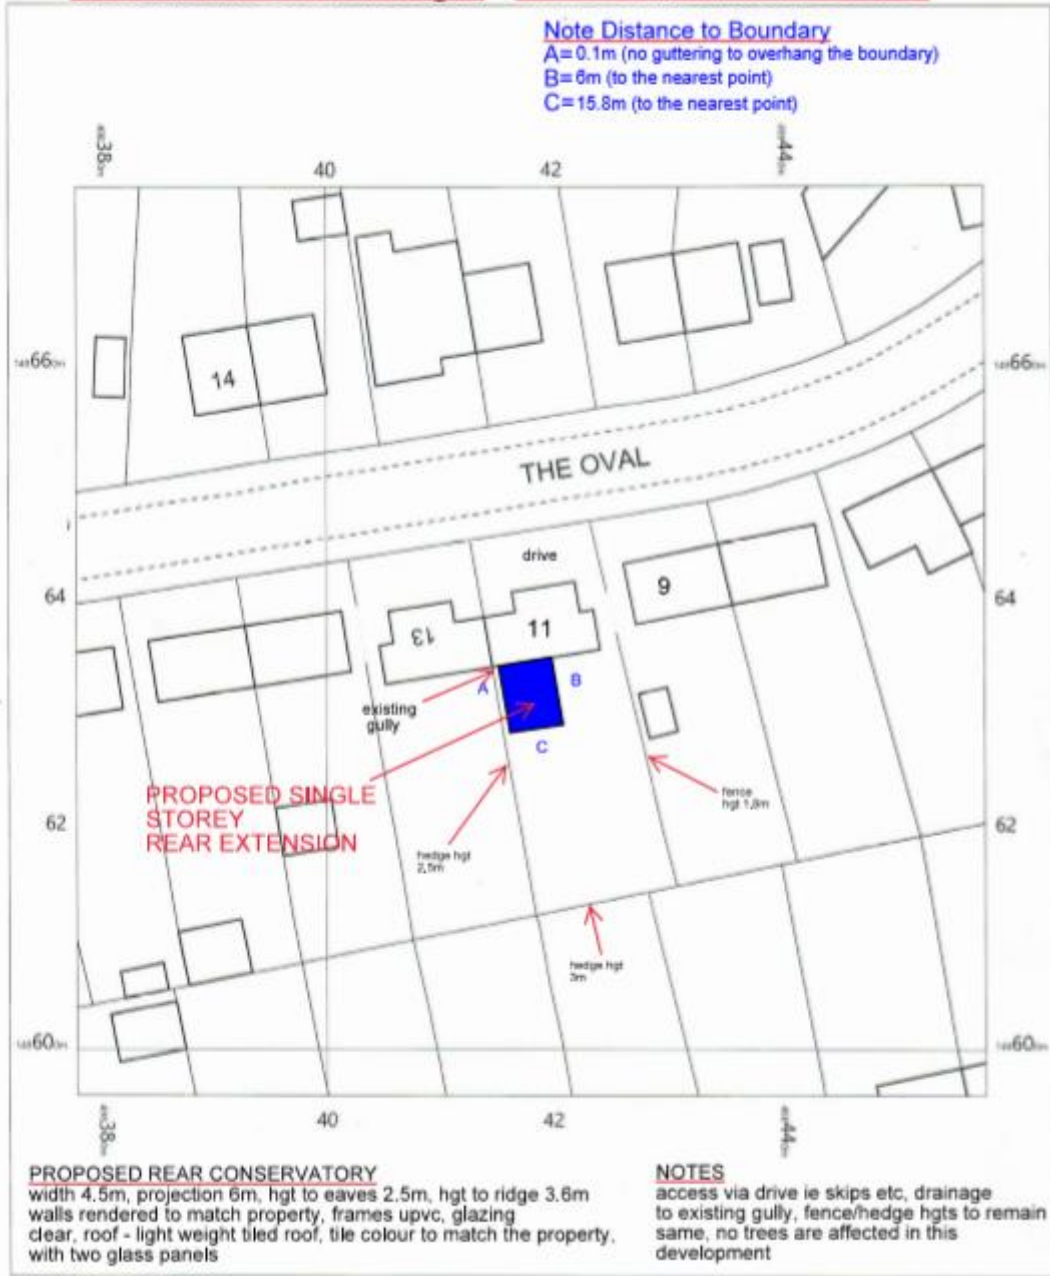 Note Distance to Boundary
A= 0.1m (no guttering to overhang the boundary)
B= 6m (to the nearest point)
C= 15.8m (to the nearest point)
40
42
14
66
66
THE OVAL
drive
64
64
9
13
11
A
B
C
existing
gully
PROPOSED SINGLE
STOREY
REAR EXTENSION
fence
hgt 1.8m
62
62
hedge hgt
2.5m
hedge hgt
3m
60
60
40
42
PROPOSED REAR CONSERVATORY
width 4.5m, projection 6m, hgt to eaves 2.5m, hgt to ridge 3.6m
walls rendered to match property, frames upvc, glazing
clear, roof - light weight tiled roof, tile colour to match the property,
with two glass panels
NOTES
access via drive ie skips etc, drainage
to existing gully, fence/hedge hgts to remain
same, no trees are affected in this
development